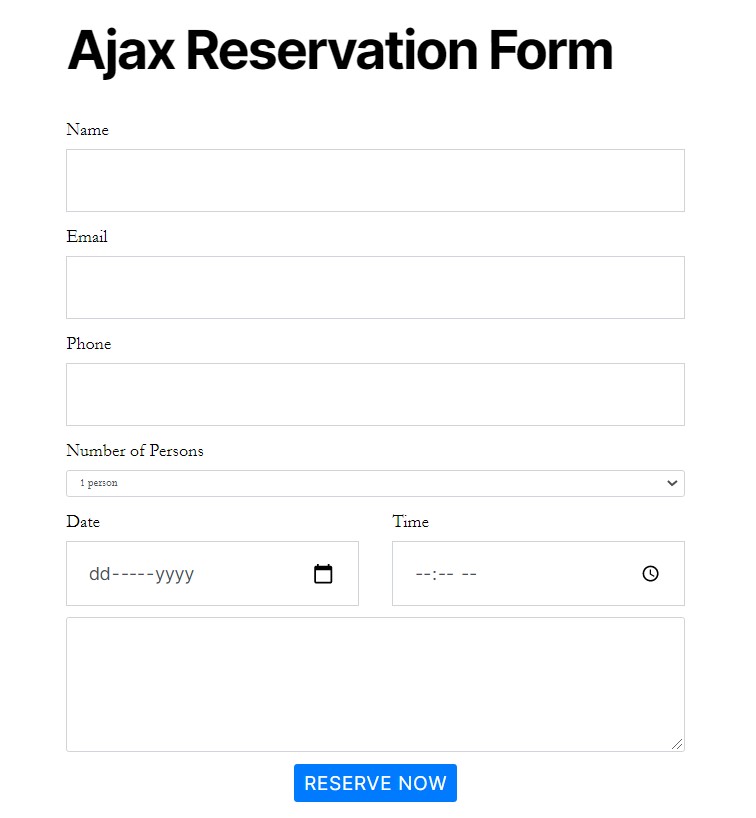 Ajax Reservation Form
Name
Email
Phone
Number of Persons
1 person
Date
Time
dd-----yyyy
--:-- --
RESERVE NOW